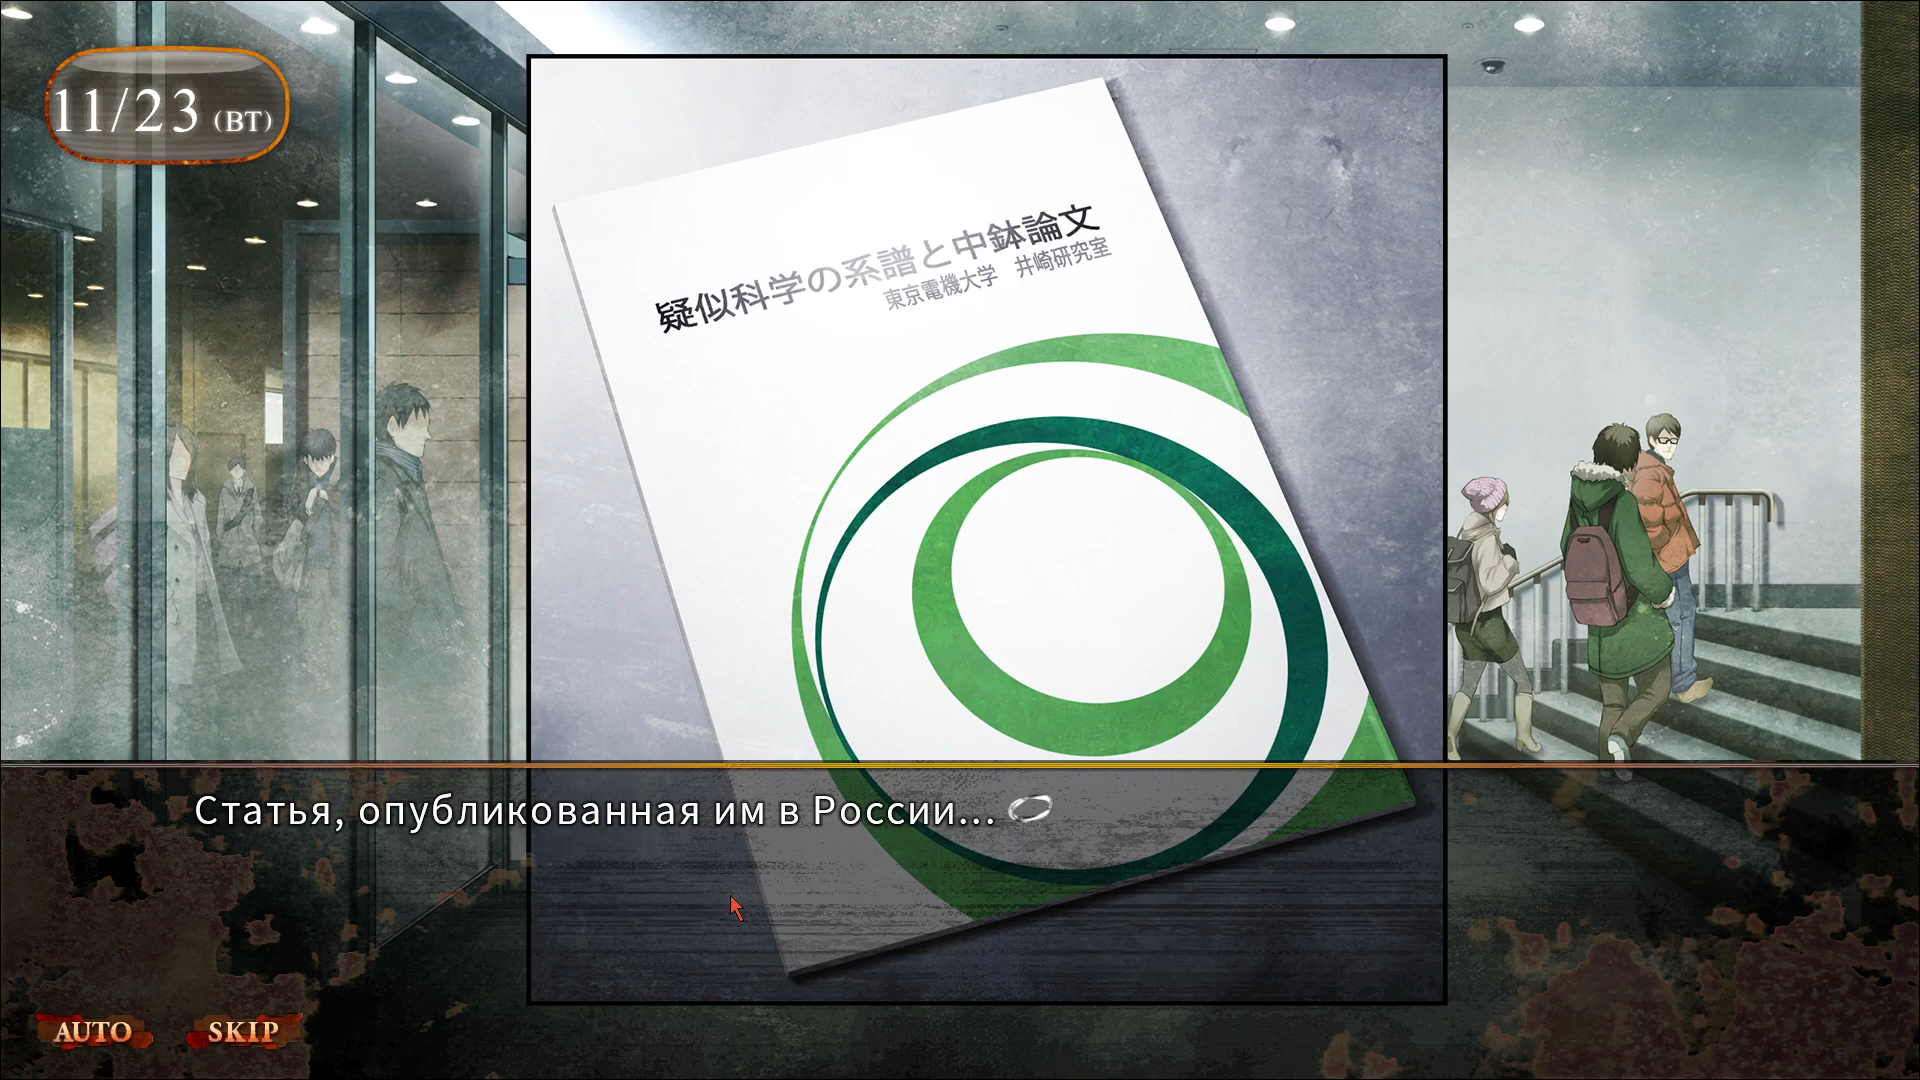 11/23 (ВТ)
疑似科学の系譜と中鉢論文
東京電機大学 井崎研究室
Статья, опубликованная им в России...
AUTO
SKIP